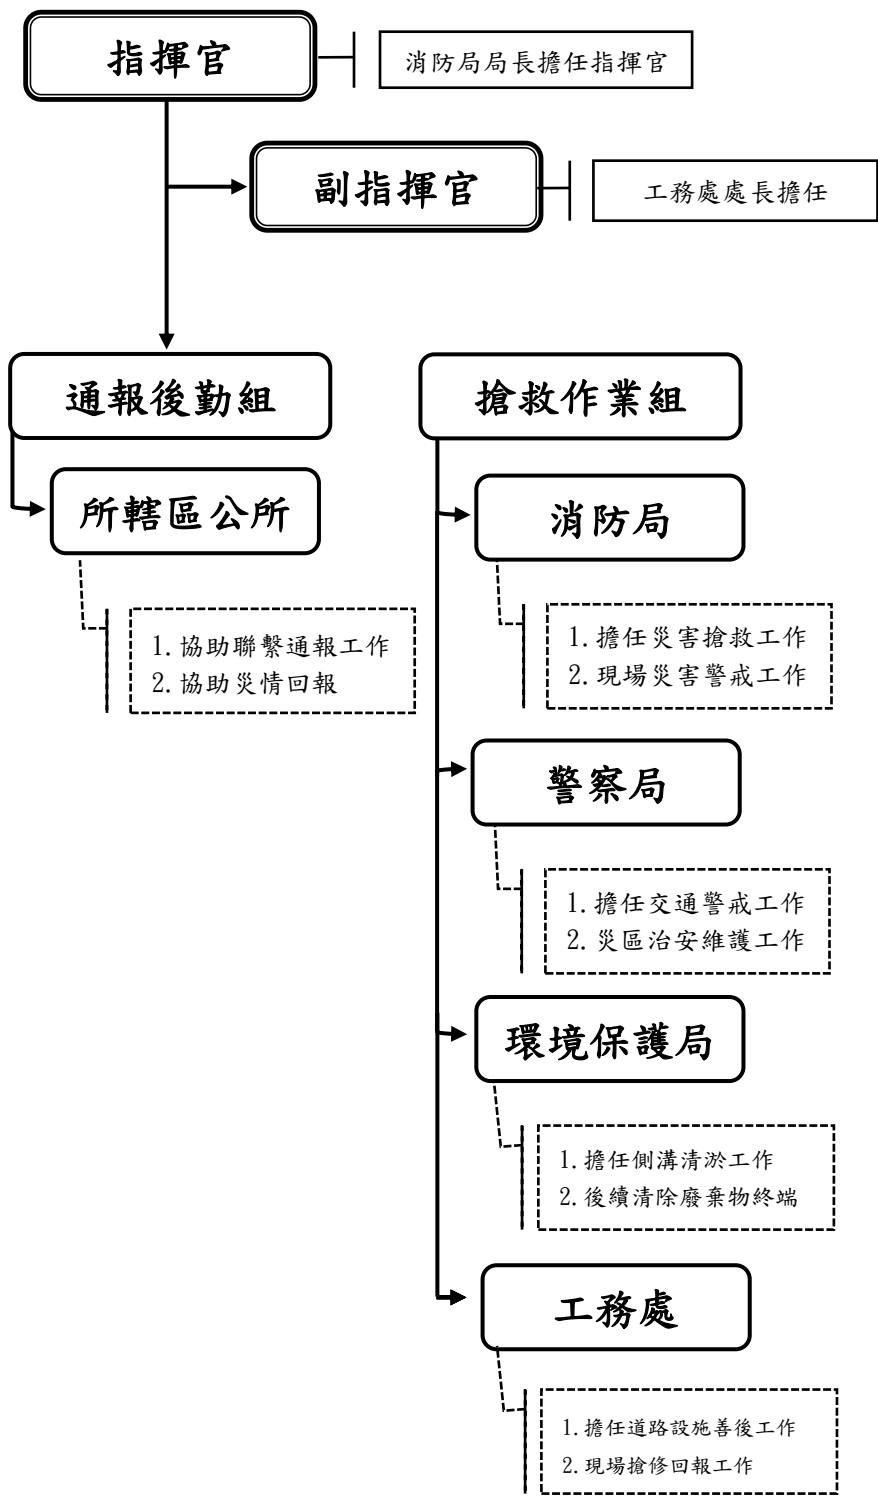 指揮官
消防局局長擔任指揮官
副指揮官
工務處處長擔任
通報後勤組
所轄區公所
1.協助聯繫通報工作
2.協助災情回報
搶救作業組
消防局
1.擔任災害搶救工作
2.現場災害警戒工作
警察局
1.擔任交通警戒工作
2.災區治安維護工作
環境保護局
1.擔任側溝清淤工作
2.後續清除廢棄物終端
工務處
1.擔任道路設施善後工作
2.現場搶修回報工作